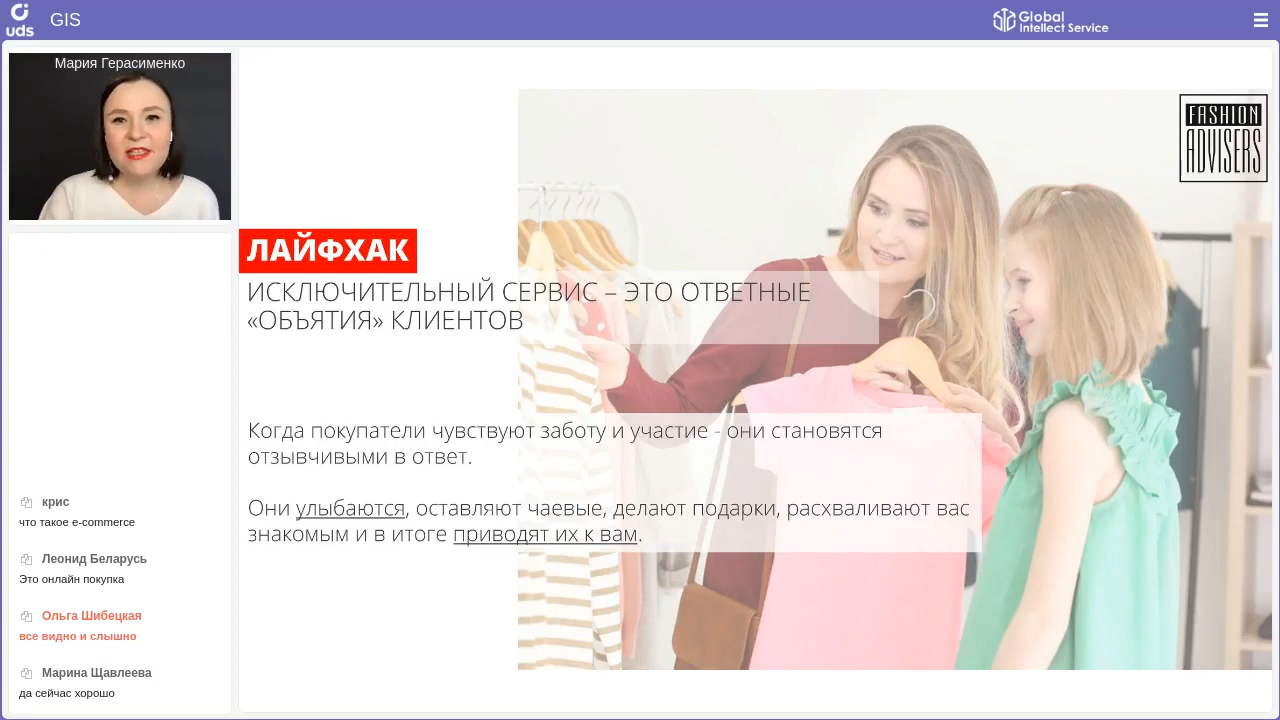 uds
GIS
Global
Intellect Service
Мария Герасименко
FASHION
ADVISERS
ЛАЙФХАК
ИСКЛЮЧИТЕЛЬНЫЙ СЕРВИС – ЭТО ОТВЕТНЫЕ
«ОБЪЯТИЯ» КЛИЕНТОВ
Когда покупатели чувствуют заботу и участие - они становятся
отзывчивыми в ответ.
Они улыбаются, оставляют чаевые, делают подарки, расхваливают вас
знакомым и в итоге приводят их к вам.
крис
что такое e-commerce
Леонид Беларусь
Это онлайн покупка
Ольга Шибецкая
все видно и слышно
Марина Щавлеева
да сейчас хорошо